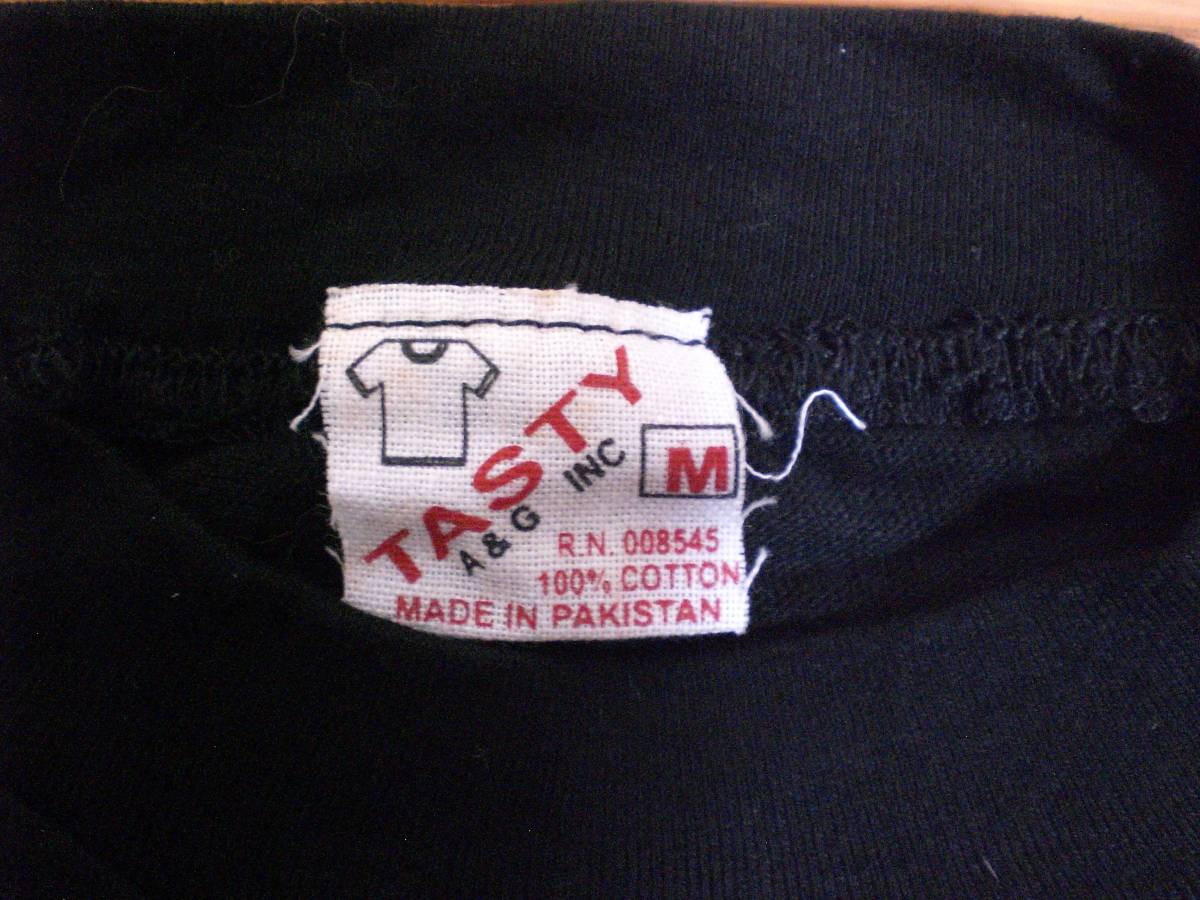 TASTY
A & G INC
M
R.N. 008545
100% COTTON
MADE IN PAKISTAN